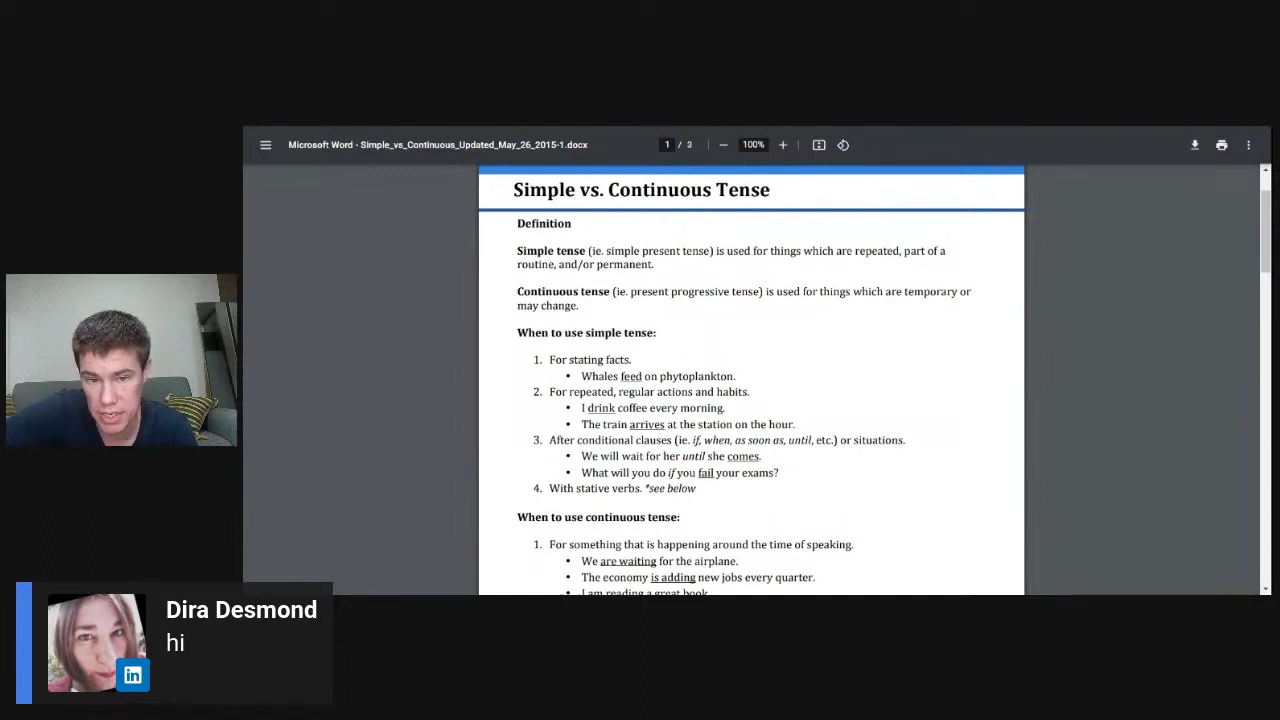 Microsoft Word - Simple_vs_Continuous_Updated_May_26_2015-1.docx
1 / 3
100%
Simple vs. Continuous Tense
Definition
Simple tense (ie. simple present tense) is used for things which are repeated, part of a
routine, and/or permanent.
Continuous tense (ie. present progressive tense) is used for things which are temporary or
may change.
When to use simple tense:
1. For stating facts.
• Whales feed on phytoplankton.
2. For repeated, regular actions and habits.
• I drink coffee every morning.
• The train arrives at the station on the hour.
3. After conditional clauses (ie. if, when, as soon as, until, etc.) or situations.
• We will wait for her until she comes.
• What will you do if you fail your exams?
4. With stative verbs. *see below
When to use continuous tense:
1. For something that is happening around the time of speaking.
• We are waiting for the airplane.
• The economy is adding new jobs every quarter.
• I am reading a great book.
Dira Desmond
hi
in